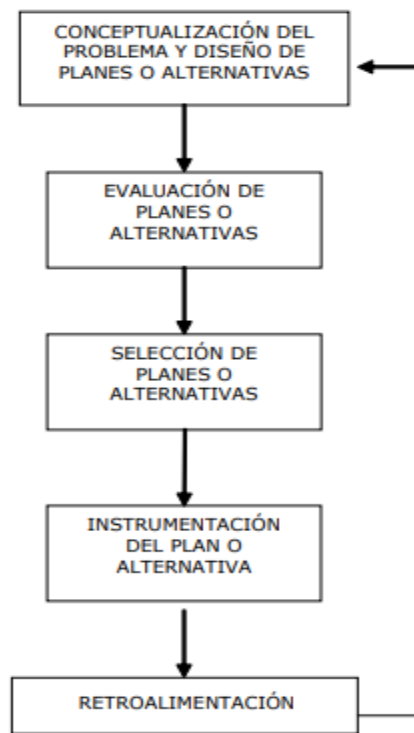 CONCEPTUALIZACIÓN DEL
PROBLEMA Y DISEÑO DE
PLANES O ALTERNATIVAS
EVALUACIÓN DE
PLANES O
ALTERNATIVAS
SELECCIÓN DE
PLANES O
ALTERNATIVAS
INSTRUMENTACIÓN
DEL PLAN O
ALTERNATIVA
RETROALIMENTACIÓN